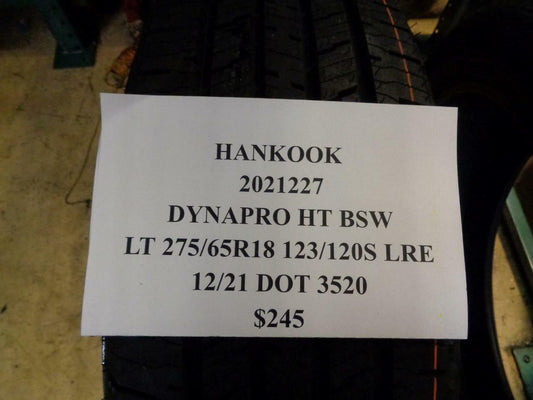 HANKOOK
2021227
DYNAPRO HT BSW
LT 275/65R18 123/120S LRE
12/21 DOT 3520
$245